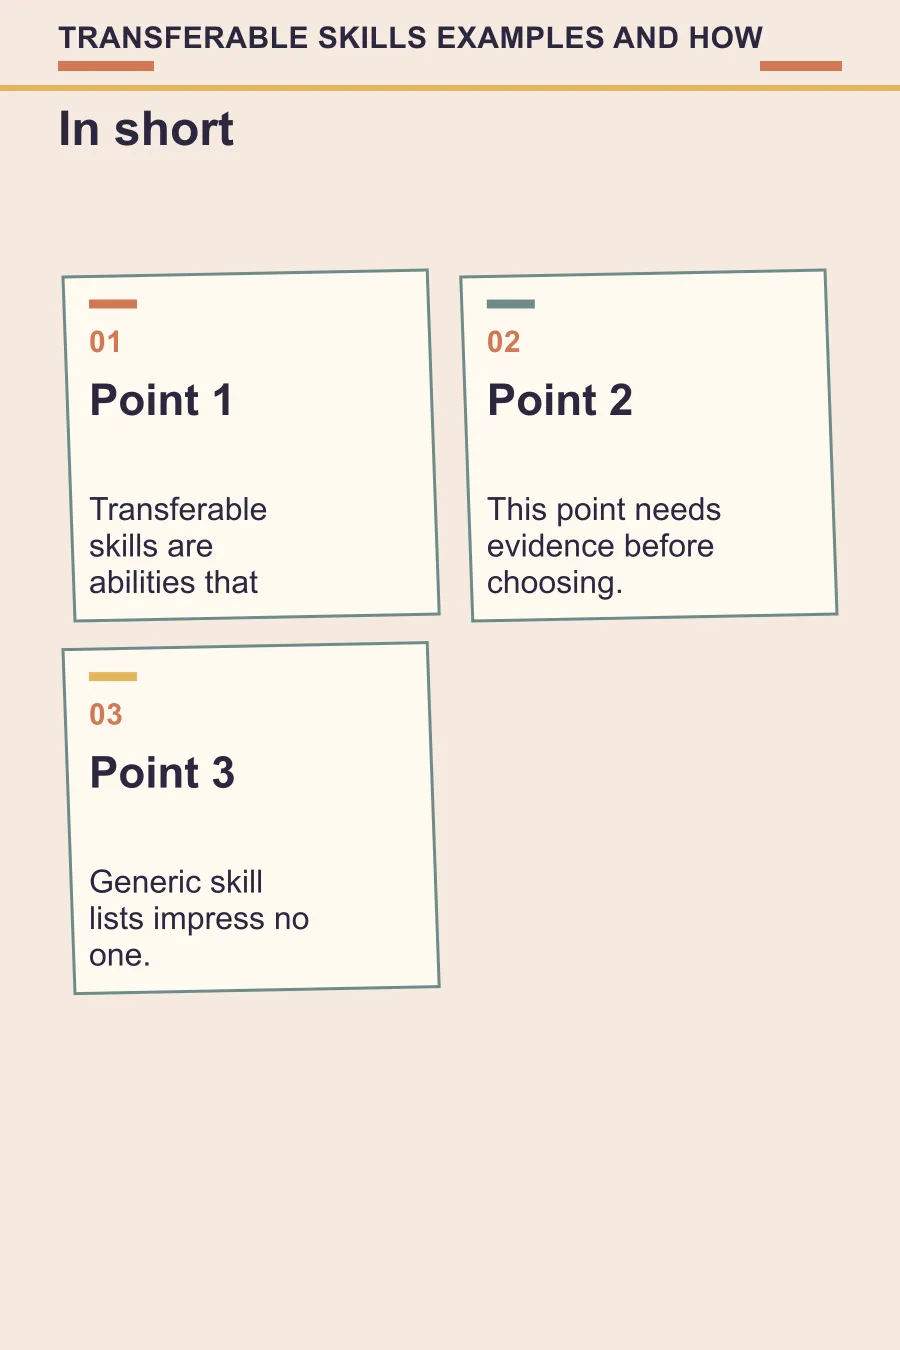 TRANSFERABLE SKILLS EXAMPLES AND HOW
In short
01
Point 1
Transferable
skills are
abilities that
02
Point 2
This point needs
evidence before
choosing.
03
Point 3
Generic skill
lists impress no
one.